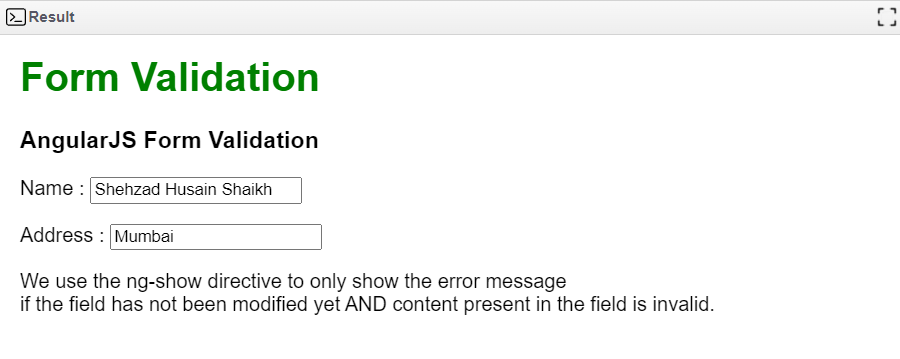 Result
Form Validation
AngularJS Form Validation
Name : Shehzad Husain Shaikh
Address : Mumbai
We use the ng-show directive to only show the error message
if the field has not been modified yet AND content present in the field is invalid.